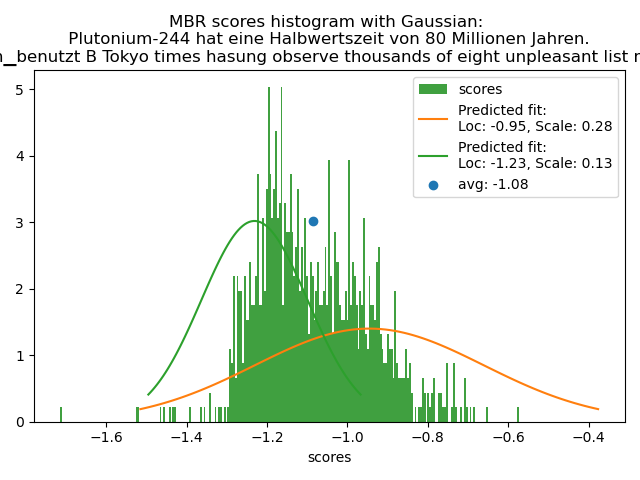 MBR scores histogram with Gaussian:
Plutonium-244 hat eine Halbwertszeit von 80 Millionen Jahren.
__benutzt B Tokyo times hasung observe thousands of eight unpleasant list
scores
Predicted fit:
Loc: -0.95, Scale: 0.28
Predicted fit:
Loc: -1.23, Scale: 0.13
avg: -1.08
5
4
3
2
1
0
−1.6 −1.4 −1.2 −1.0 −0.8 −0.6 −0.4
scores